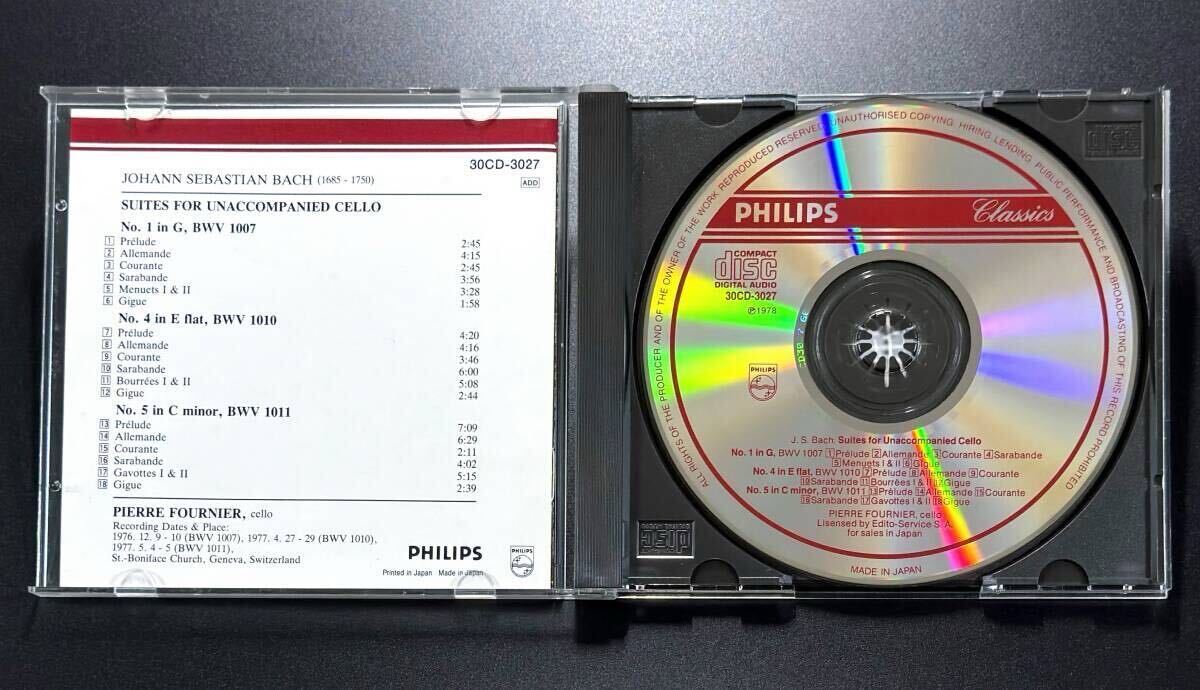 30CD-3027
ADD
JOHANN SEBASTIAN BACH (1685 - 1750)
SUITES FOR UNACCOMPANIED CELLO
No. 1 in G, BWV 1007
1 Prélude 2:45
2 Allemande 4:15
3 Courante 2:45
4 Sarabande 3:56
5 Menuets I & II 3:28
6 Gigue 1:58
No. 4 in E flat, BWV 1010
7 Prélude 4:20
8 Allemande 4:16
9 Courante 3:46
10 Sarabande 6:00
11 Bourrées I & II 5:08
12 Gigue 2:44
No. 5 in C minor, BWV 1011
13 Prélude 7:09
14 Allemande 6:29
15 Courante 2:11
16 Sarabande 4:02
17 Gavottes I & II 5:15
18 Gigue 2:39
PIERRE FOURNIER, cello
Recording Dates & Place:
1976. 12. 9 - 10 (BWV 1007), 1977. 4. 27 - 29 (BWV 1010),
1977. 5. 4 - 5 (BWV 1011),
St.-Boniface Church, Geneva, Switzerland
PHILIPS
PHILIPS
Printed in Japan Made in Japan
ALL RIGHTS OF THE PRODUCER AND OF THE OWNER OF THE WORK REPRODUCED RESERVED UNAUTHORISED COPYING, HIRING, LENDING, PUBLIC PERFORMANCE AND BROADCASTING OF THIS RECORD PROHIBITED
PHILIPS Classics
COMPACT
disc
DIGITAL AUDIO
30CD-3027
℗1978
PHILIPS
J. S. Bach: Suites for Unaccompanied Cello
No. 1 in G, BWV 1007 1 Prélude 2 Allemande 3 Courante 4 Sarabande
5 Menuets I & II 6 Gigue
No. 4 in E flat, BWV 1010 7 Prélude 8 Allemande 9 Courante
10 Sarabande 11 Bourrées I & II 12 Gigue
No. 5 in C minor, BWV 1011 13 Prélude 14 Allemande 15 Courante
16 Sarabande 17 Gavottes I & II 18 Gigue
PIERRE FOURNIER, cello
Licensed by Edito-Service S.A.
for sales in Japan
MADE IN JAPAN
disc
disc